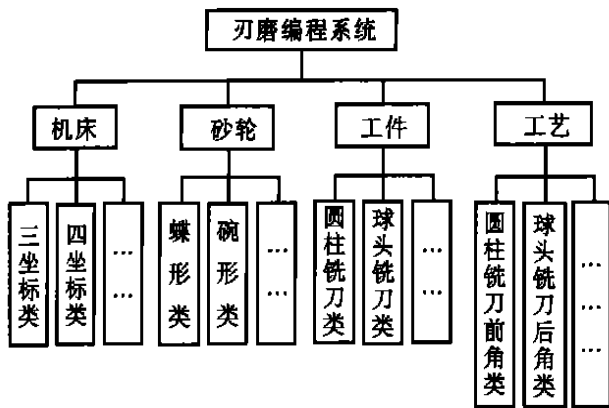 刃磨编程系统
机床
砂轮
工件
工艺
三坐标类
四坐标类
……
蝶形类
碗形类
……
圆柱铣刀类
球头铣刀类
……
圆柱铣刀前角类
球头铣刀后角类
………